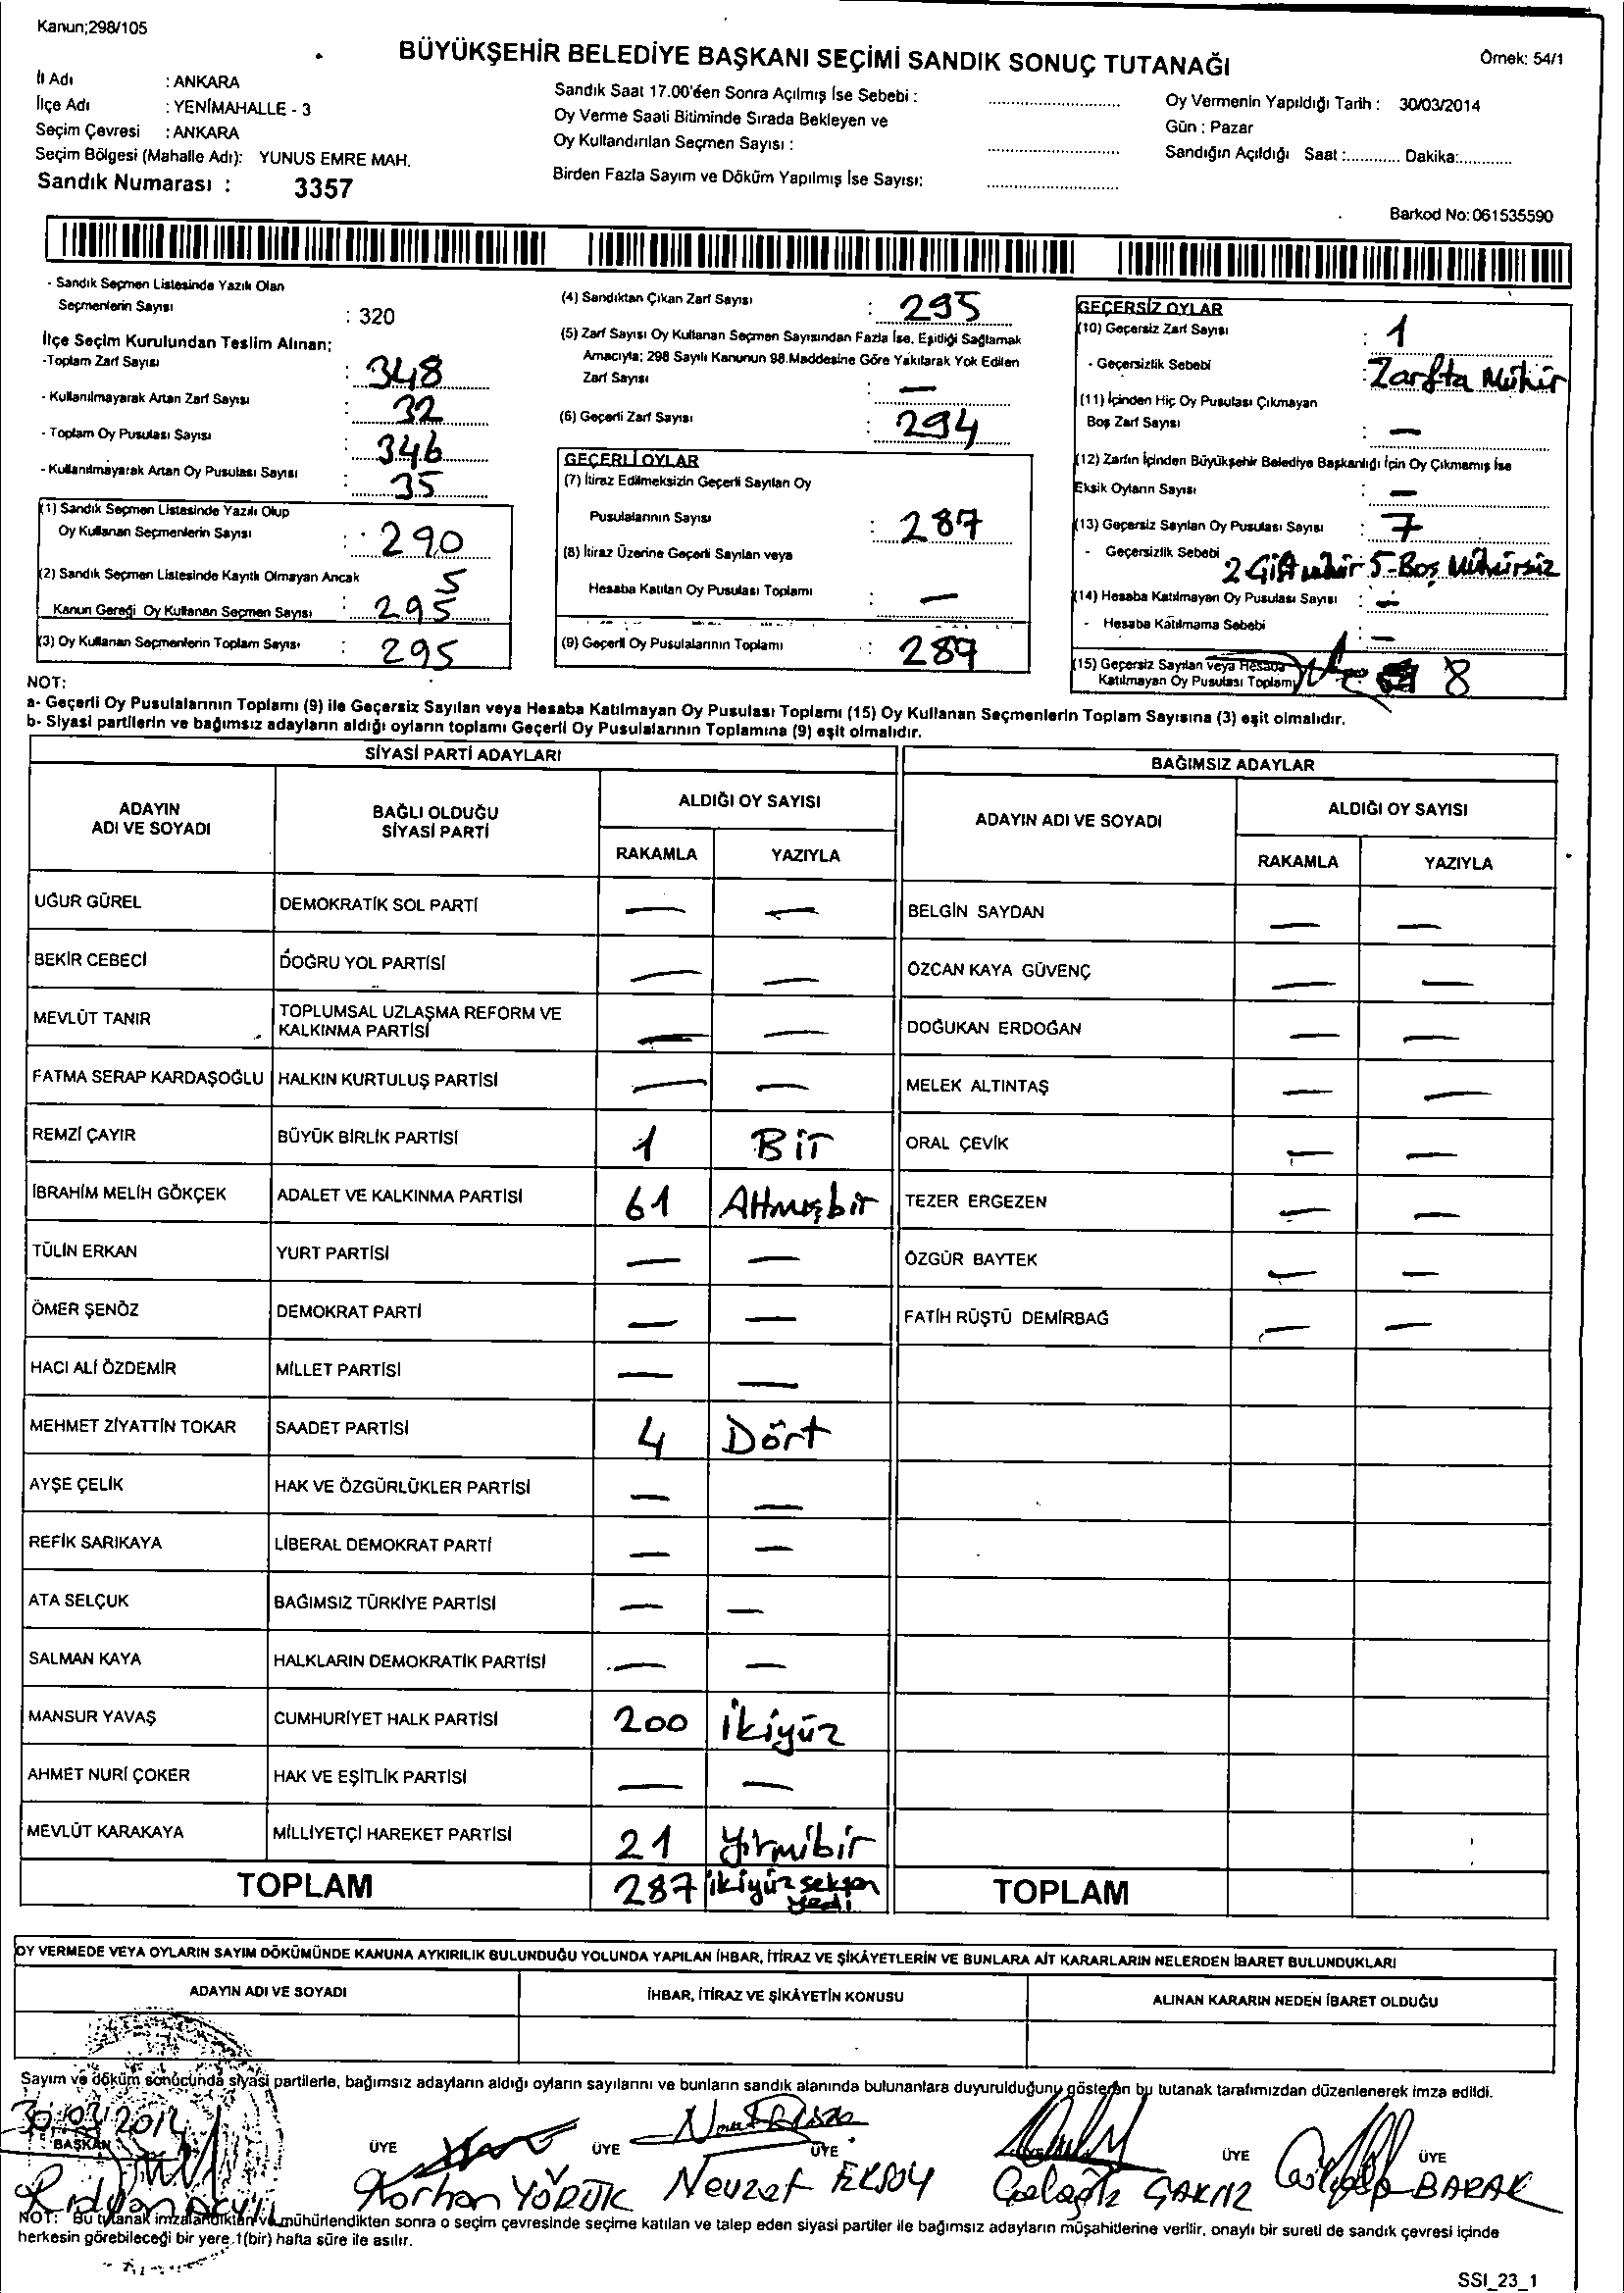 Kanun;298/105
BÜYÜKŞEHİR BELEDİYE BAŞKANI SEÇİMİ SANDIK SONUÇ TUTANAĞI
Örnek: 54/1
İl Adı : ANKARA
İlçe Adı : YENİMAHALLE - 3
Seçim Çevresi : ANKARA
Seçim Bölgesi (Mahalle Adı): YUNUS EMRE MAH.
Sandık Numarası : 3357
Sandık Saat 17.00'den Sonra Açılmış İse Sebebi :
Oy Verme Saati Bitiminde Sırada Bekleyen ve
Oy Kullandırılan Seçmen Sayısı :
Birden Fazla Sayım ve Döküm Yapılmış İse Sayısı:
Oy Vermenin Yapıldığı Tarih : 30/03/2014
Gün : Pazar
Sandığın Açıldığı Saat :............ Dakika:............
Barkod No: 061535590
- Sandık Seçmen Listesinde Yazılı Olan
Seçmenlerin Sayısı : 320
İlçe Seçim Kurulundan Teslim Alınan;
-Toplam Zarf Sayısı : 348
- Kullanılmayarak Artan Zarf Sayısı : 32
- Toplam Oy Pusulası Sayısı : 346
- Kullanılmayarak Artan Oy Pusulası Sayısı : 35
(1) Sandık Seçmen Listesinde Yazılı Olup
Oy Kullanan Seçmenlerin Sayısı : 290
(2) Sandık Seçmen Listesinde Kayıtlı Olmayan Ancak 5
Kanun Gereği Oy Kullanan Seçmen Sayısı : 295
(3) Oy Kullanan Seçmenlerin Toplam Sayısı : 295
(4) Sandıktan Çıkan Zarf Sayısı : 295
(5) Zarf Sayısı Oy Kullanan Seçmen Sayısından Fazla İse, Eşitliği Sağlamak
Amacıyla; 298 Sayılı Kanunun 98.Maddesine Göre Yakılarak Yok Edilen
Zarf Sayısı : —
(6) Geçerli Zarf Sayısı : 294
GEÇERLİ OYLAR
(7) İtiraz Edilmeksizin Geçerli Sayılan Oy
Pusulalarının Sayısı : 287
(8) İtiraz Üzerine Geçerli Sayılan veya
Hesaba Katılan Oy Pusulası Toplamı : —
(9) Geçerli Oy Pusulalarının Toplamı : 287
GEÇERSİZ OYLAR
(10) Geçersiz Zarf Sayısı : 1
- Geçersizlik Sebebi : Zarfta Mühür
(11) İçinden Hiç Oy Pusulası Çıkmayan
Boş Zarf Sayısı : —
(12) Zarfın İçinden Büyükşehir Belediye Başkanlığı İçin Oy Çıkmamış İse
Eksik Oyların Sayısı : —
(13) Geçersiz Sayılan Oy Pusulası Sayısı : 7
- Geçersizlik Sebebi 2 Çift mühür 5-Boş Mühürsüz
(14) Hesaba Katılmayan Oy Pusulası Sayısı : —
- Hesaba Katılmama Sebebi : —
(15) Geçersiz Sayılan veya Hesaba
Katılmayan Oy Pusulası Toplamı 8
NOT:
a- Geçerli Oy Pusulalarının Toplamı (9) ile Geçersiz Sayılan veya Hesaba Katılmayan Oy Pusulası Toplamı (15) Oy Kullanan Seçmenlerin Toplam Sayısına (3) eşit olmalıdır.
b- Siyasi partilerin ve bağımsız adayların aldığı oyların toplamı Geçerli Oy Pusulalarının Toplamına (9) eşit olmalıdır.
SİYASİ PARTİ ADAYLARI
ADAYIN ADI VE SOYADI
BAĞLI OLDUĞU SİYASİ PARTİ
ALDIĞI OY SAYISI
RAKAMLA YAZIYLA
UĞUR GÜREL DEMOKRATİK SOL PARTİ — —
BEKİR CEBECİ DOĞRU YOL PARTİSİ — —
MEVLÜT TANIR TOPLUMSAL UZLAŞMA REFORM VE
KALKINMA PARTİSİ — —
FATMA SERAP KARDAŞOĞLU HALKIN KURTULUŞ PARTİSİ — —
REMZİ ÇAYIR BÜYÜK BİRLİK PARTİSİ 1 Bir
İBRAHİM MELİH GÖKÇEK ADALET VE KALKINMA PARTİSİ 61 Altmışbir
TÜLİN ERKAN YURT PARTİSİ — —
ÖMER ŞENÖZ DEMOKRAT PARTİ — —
HACI ALİ ÖZDEMİR MİLLET PARTİSİ — —
MEHMET ZİYATTİN TOKAR SAADET PARTİSİ 4 Dört
AYŞE ÇELİK HAK VE ÖZGÜRLÜKLER PARTİSİ — —
REFİK SARIKAYA LİBERAL DEMOKRAT PARTİ — —
ATA SELÇUK BAĞIMSIZ TÜRKİYE PARTİSİ — —
SALMAN KAYA HALKLARIN DEMOKRATİK PARTİSİ — —
MANSUR YAVAŞ CUMHURİYET HALK PARTİSİ 200 ikiyüz
AHMET NURİ ÇOKER HAK VE EŞİTLİK PARTİSİ — —
MEVLÜT KARAKAYA MİLLİYETÇİ HAREKET PARTİSİ 21 Yirmibir
TOPLAM 287 ikiyüz seksen
yedi
BAĞIMSIZ ADAYLAR
ADAYIN ADI VE SOYADI
ALDIĞI OY SAYISI
RAKAMLA YAZIYLA
BELGİN SAYDAN — —
ÖZCAN KAYA GÜVENÇ — —
DOĞUKAN ERDOĞAN — —
MELEK ALTINTAŞ — —
ORAL ÇEVİK — —
TEZER ERGEZEN — —
ÖZGÜR BAYTEK — —
FATİH RÜŞTÜ DEMİRBAĞ — —
TOPLAM
OY VERMEDE VEYA OYLARIN SAYIM DÖKÜMÜNDE KANUNA AYKIRILIK BULUNDUĞU YOLUNDA YAPILAN İHBAR, İTİRAZ VE ŞİKÂYETLERİN VE BUNLARA AİT KARARLARIN NELERDEN İBARET BULUNDUKLARI
ADAYIN ADI VE SOYADI
İHBAR, İTİRAZ VE ŞİKÂYETİN KONUSU
ALINAN KARARIN NEDEN İBARET OLDUĞU
Sayım ve döküm sonucunda siyasi partilerle, bağımsız adayların aldığı oyların sayılarını ve bunların sandık alanında bulunanlara duyurulduğunu gösteren bu tutanak tarafımızdan düzenlenerek imza edildi.
30/03/2014
BAŞKAN ÜYE ÜYE ÜYE ÜYE ÜYE
Korhan YÖRÜK Nevzat BARAK
NOT: Bu tutanak imzalandıktan ve mühürlendikten sonra o seçim çevresinde seçime katılan ve talep eden siyasi partiler ile bağımsız adayların müşahitlerine verilir, onaylı bir sureti de sandık çevresi içinde
herkesin görebileceği bir yere 1(bir) hafta süre ile asılır.
SSI_23_1